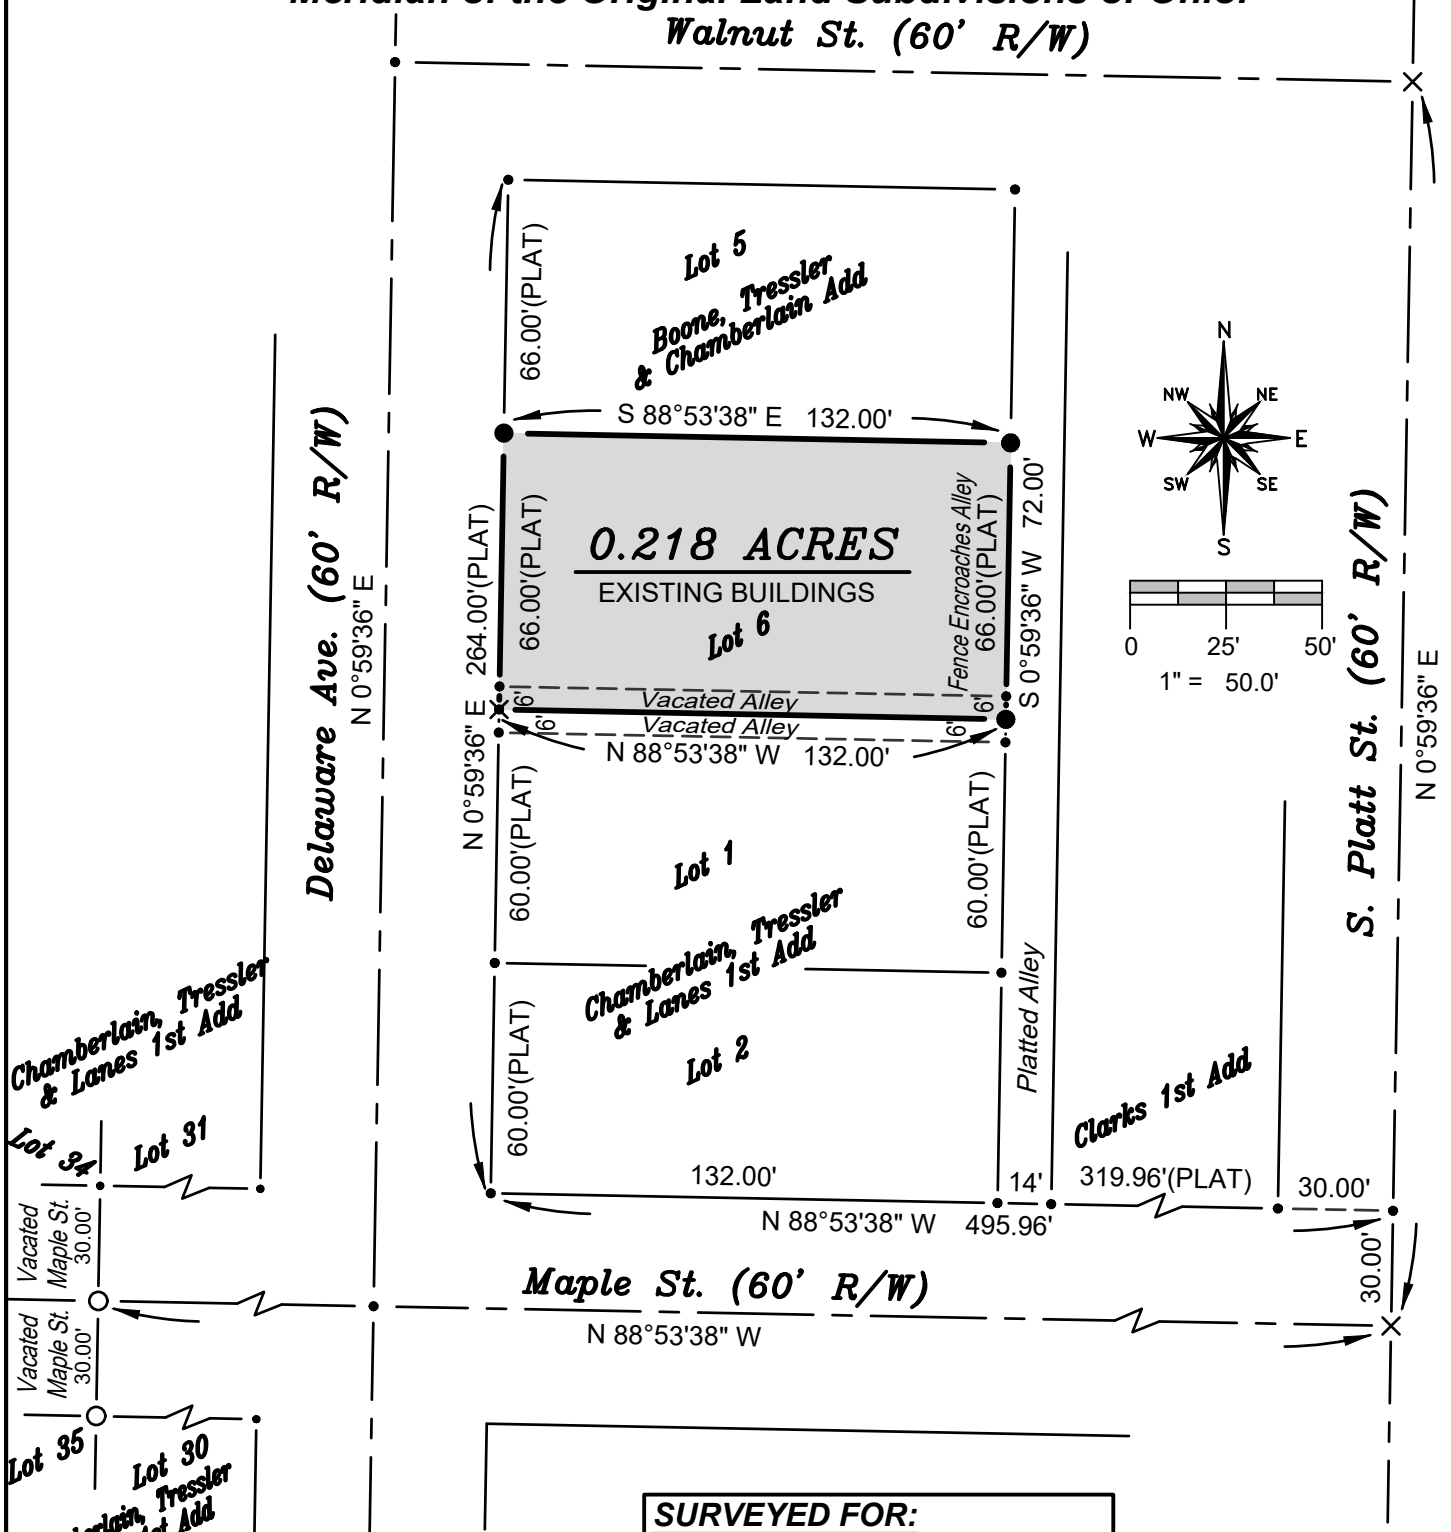 Meridian of the Original Land Subdivisions of Ohio.
Walnut St. (60' R/W)
Lot 5
Boone, Tressler
& Chamberlain Add
66.00'(PLAT)
S 88°53'38" E 132.00'
N
NW
NE
W
E
SW
SE
S
Delaware Ave. (60' R/W)
N 0°59'36" E
N 0°59'36" E 264.00'(PLAT)
66.00'(PLAT)
0.218 ACRES
EXISTING BUILDINGS
Lot 6
Fence Encroaches Alley
66.00'(PLAT)
S 0°59'36" W 72.00'
0
25'
50'
1" = 50.0'
S. Platt St. (60' R/W)
N 0°59'36" E
6'
Vacated Alley
6'
6'
Vacated Alley
6'
N 88°53'38" W 132.00'
60.00'(PLAT)
Lot 1
60.00'(PLAT)
Chamberlain, Tressler
& Lanes 1st Add
Lot 2
60.00'(PLAT)
Platted Alley
Chamberlain, Tressler
& Lanes 1st Add
Lot 34
Lot 31
Clarks 1st Add
132.00'
14'
319.96'(PLAT)
30.00'
N 88°53'38" W 495.96'
Vacated
Maple St.
30.00'
30.00'
Maple St. (60' R/W)
N 88°53'38" W
Vacated
Maple St.
30.00'
Lot 35
Lot 30
Tressler
Add
SURVEYED FOR: